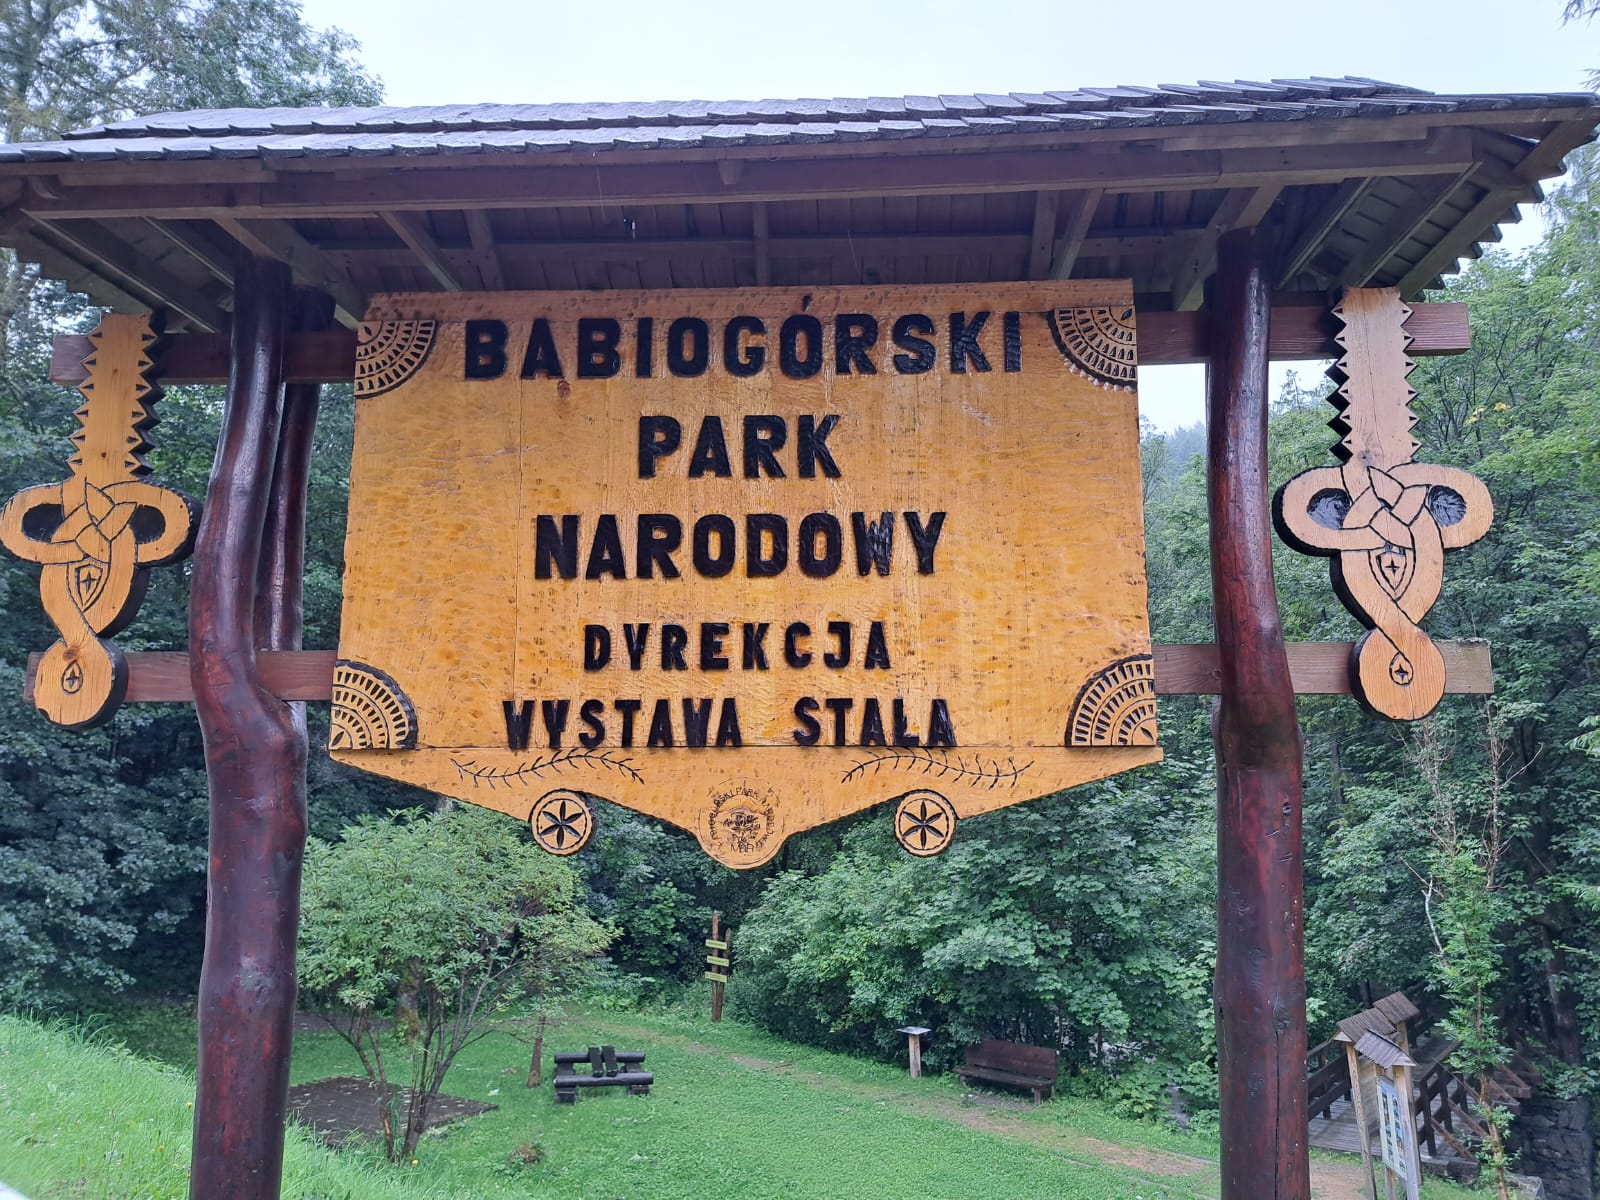 BABIOGÓRSKI
PARK
NARODOWY
DYREKCJA
WYSTAWA STAŁA